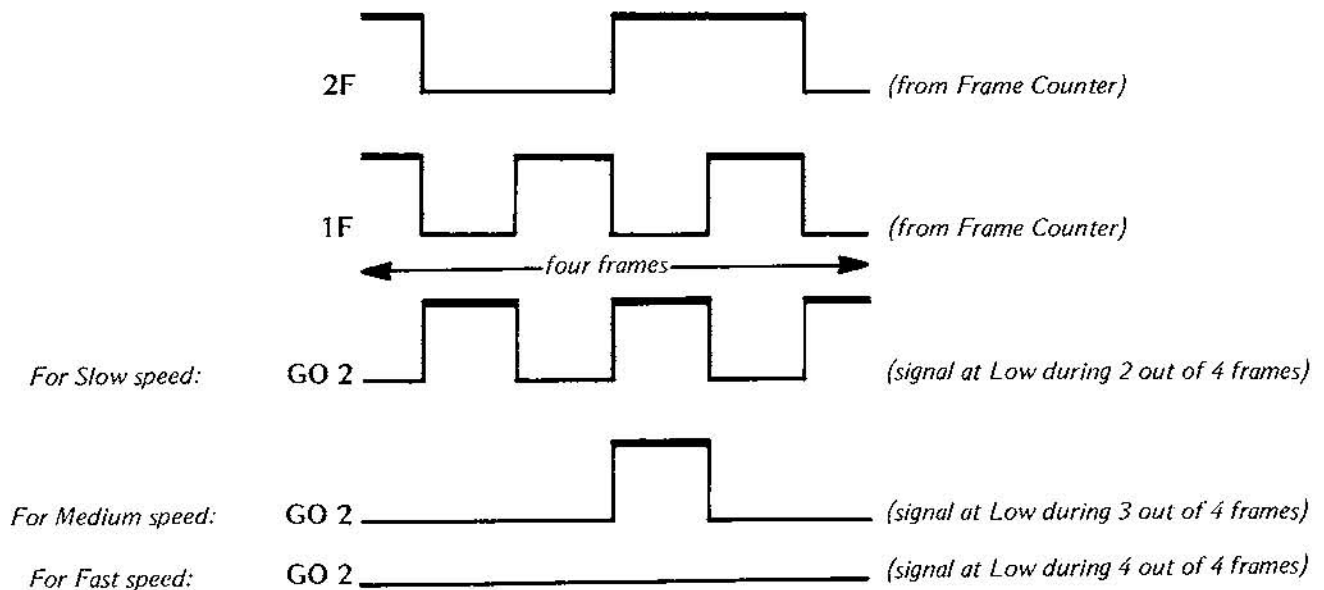 2F (from Frame Counter)
1F (from Frame Counter)
four frames
For Slow speed: GO 2 (signal at Low during 2 out of 4 frames)
For Medium speed: GO 2 (signal at Low during 3 out of 4 frames)
For Fast speed: GO 2 (signal at Low during 4 out of 4 frames)